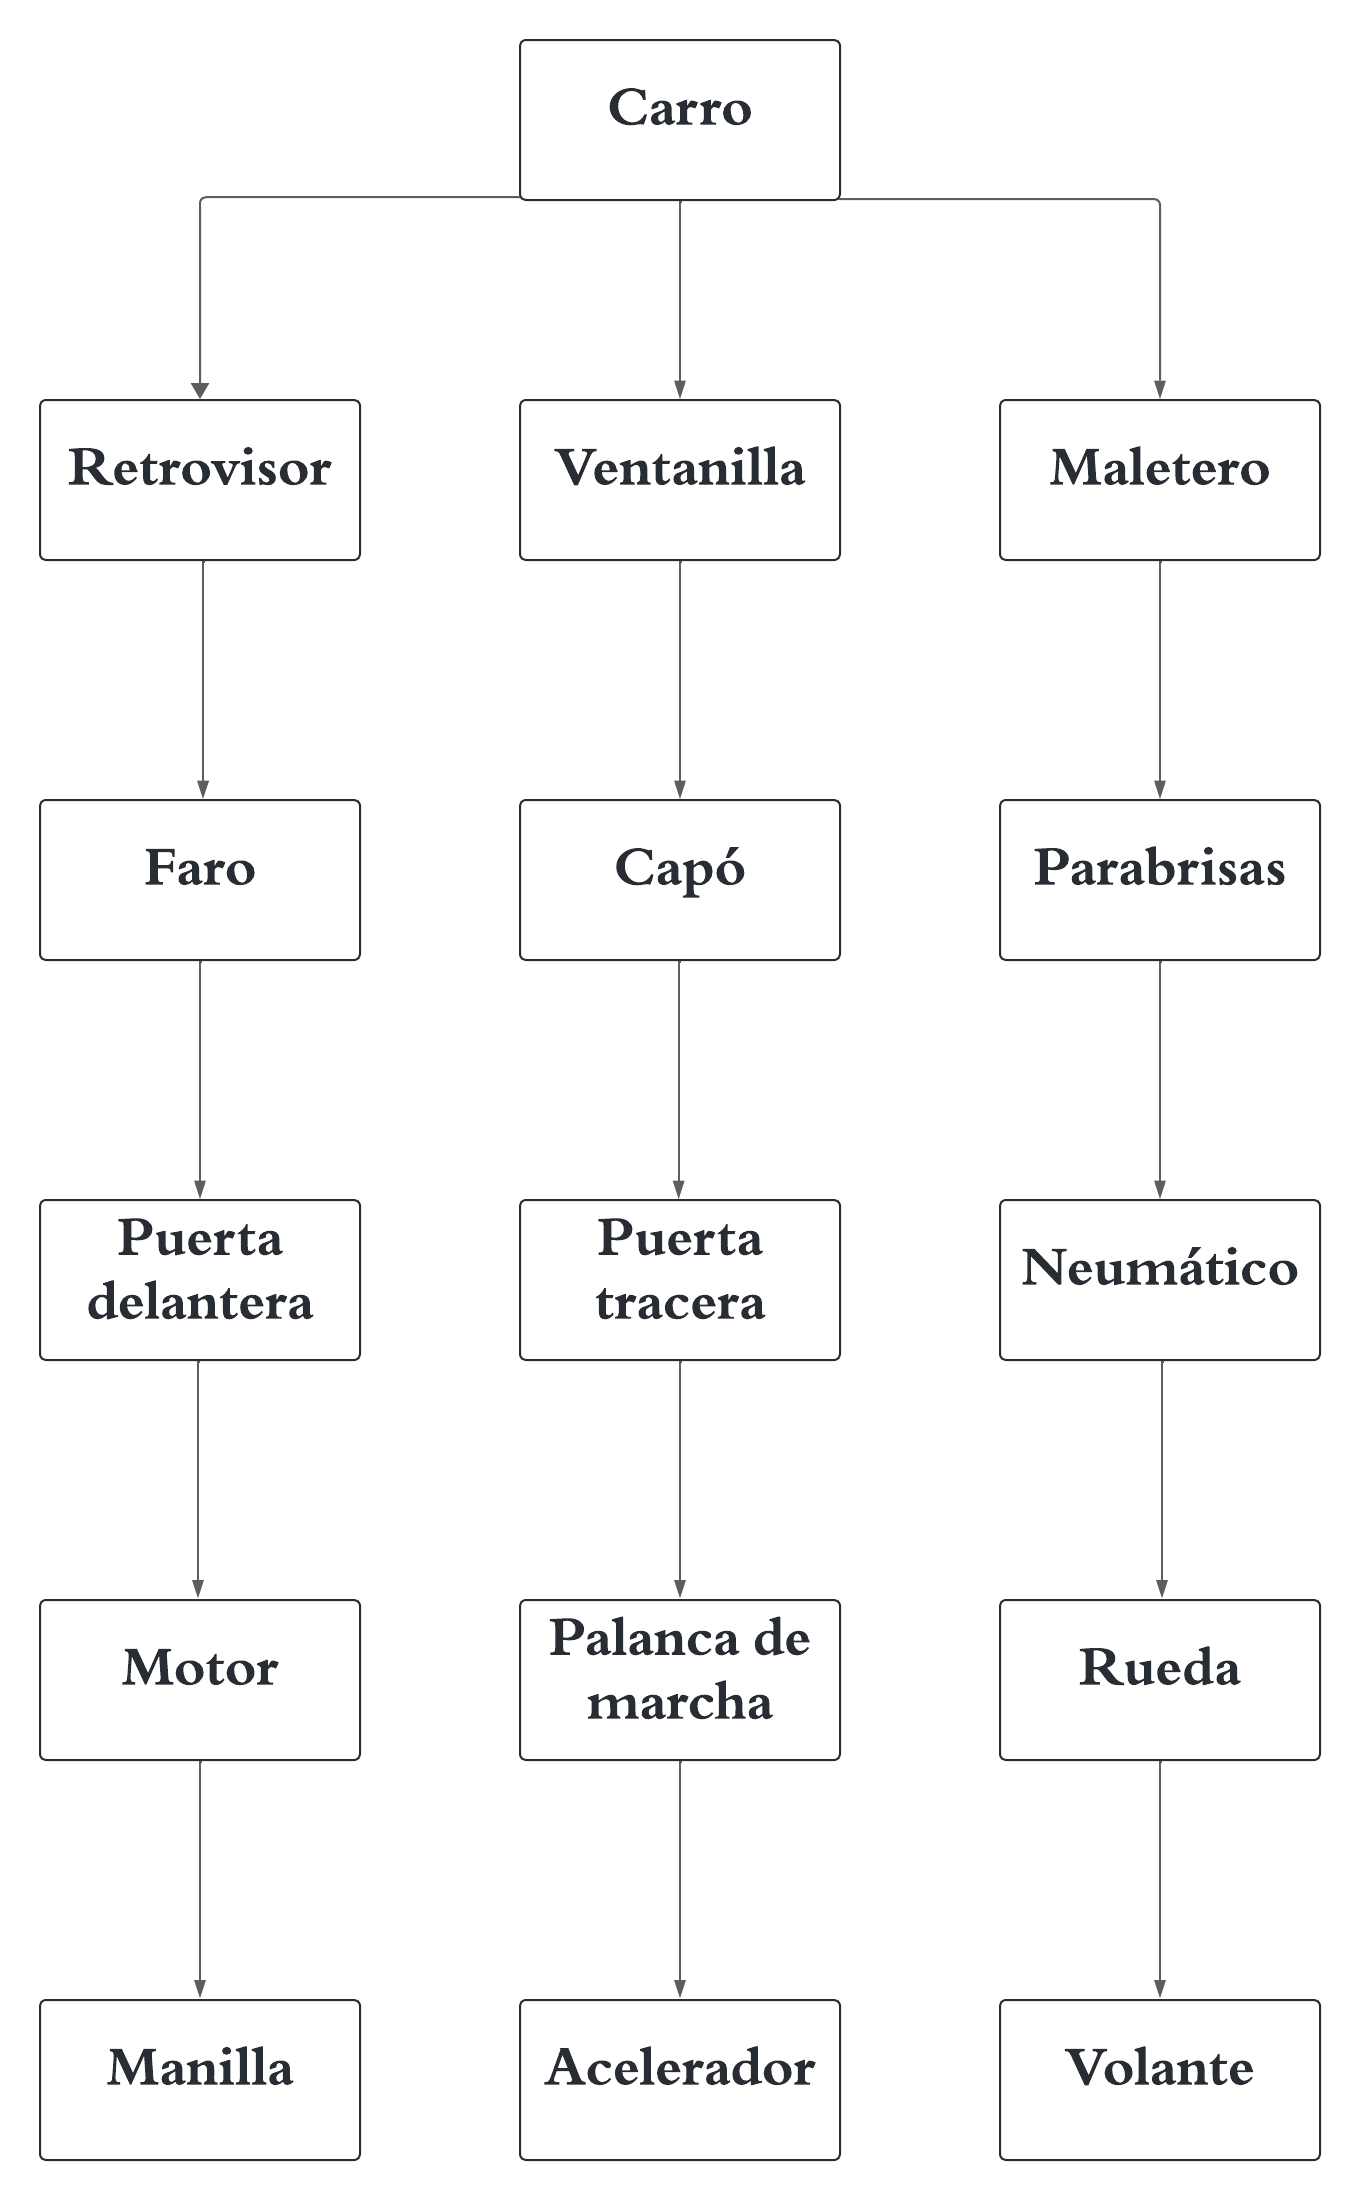 Carro
Retrovisor
Ventanilla
Maletero
Faro
Capó
Parabrisas
Puerta
delantera
Puerta
tracera
Neumático
Motor
Palanca de
marcha
Rueda
Manilla
Acelerador
Volante